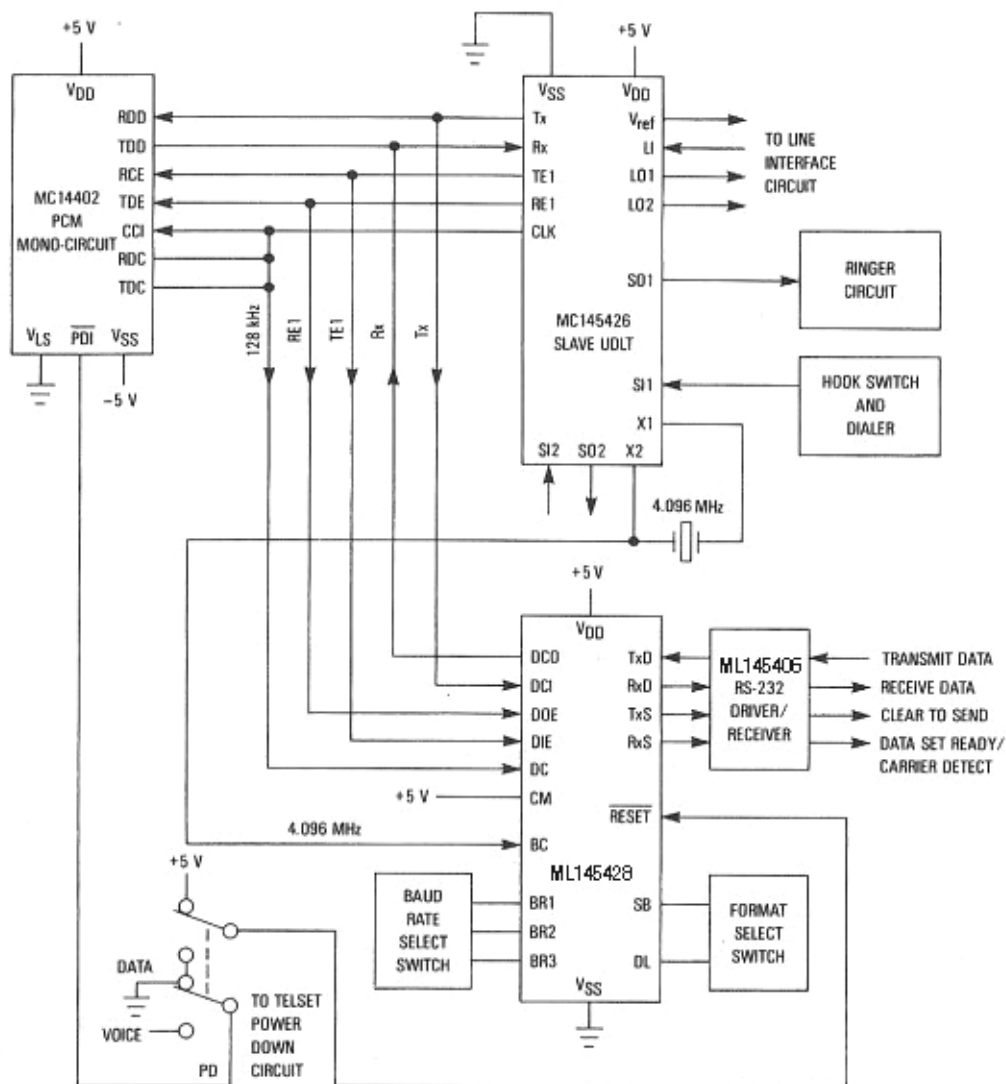 +5 V
+5 V
VDD
VSS
VDD
RDD
TDD
RCE
TDE
CCI
RDC
TDC
MC14402
PCM
MONO-CIRCUIT
VLS
PDI
VSS
-5 V
Tx
Rx
TE1
RE1
CLK
Vref
LI
LO1
LO2
TO LINE
INTERFACE
CIRCUIT
SO1
RINGER
CIRCUIT
MC145426
SLAVE UDLT
SI1
X1
HOOK SWITCH
AND
DIALER
SI2
SO2
X2
128 kHz
RE1
TE1
Rx
Tx
4.096 MHz
+5 V
VDD
DCO
DCI
DOE
DIE
DC
CM
BC
+5 V
4.096 MHz
TxD
RxD
TxS
RxS
ML145406
RS-232
DRIVER/
RECEIVER
TRANSMIT DATA
RECEIVE DATA
CLEAR TO SEND
DATA SET READY/
CARRIER DETECT
RESET
ML145428
BR1
BR2
BR3
BAUD
RATE
SELECT
SWITCH
SB
DL
FORMAT
SELECT
SWITCH
VSS
+5 V
DATA
VOICE
PD
TO TELSET
POWER
DOWN
CIRCUIT